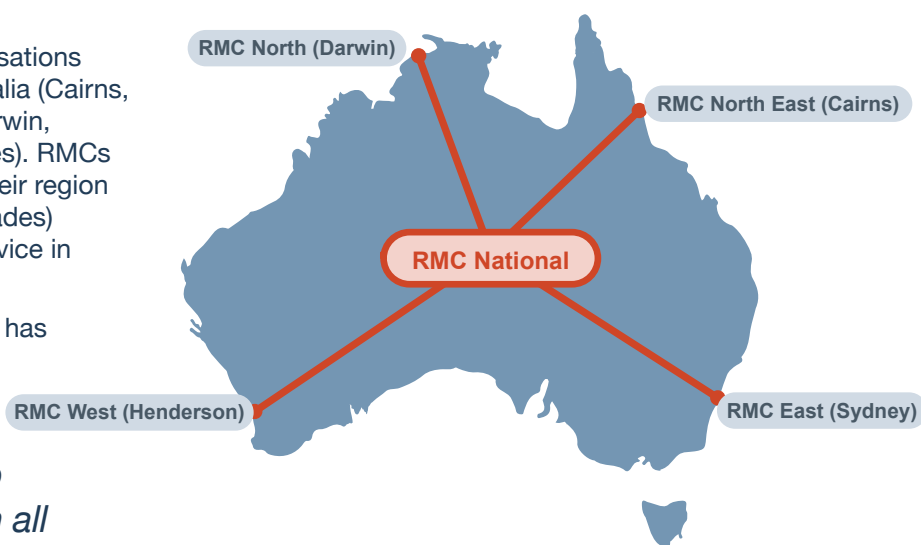 sations
alia (Cairns,
rwin,
es). RMCs
eir region
ades)
vice in
has
all
RMC North (Darwin)
RMC North East (Cairns)
RMC National
RMC West (Henderson)
RMC East (Sydney)